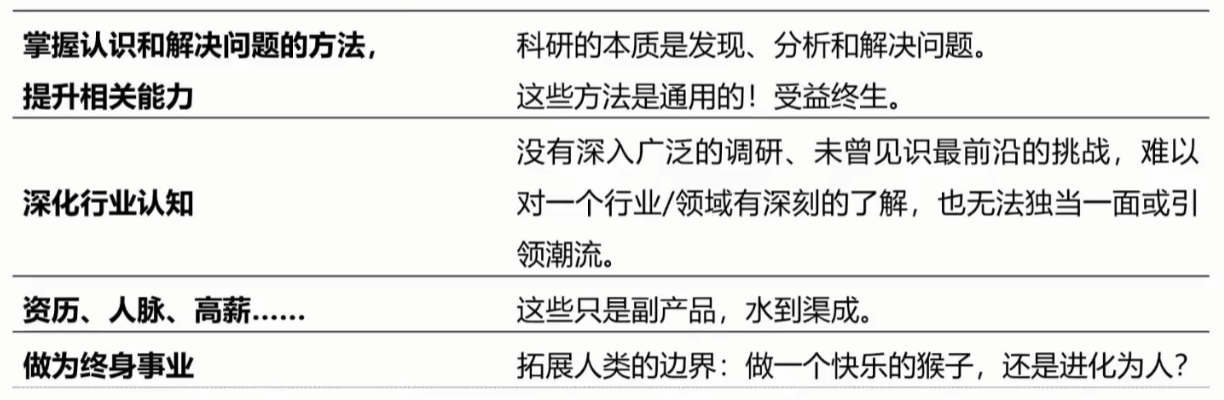 掌握认识和解决问题的方法，
提升相关能力
科研的本质是发现、分析和解决问题。
这些方法是通用的！受益终生。
深化行业认知
没有深入广泛的调研、未曾见识最前沿的挑战，难以
对一个行业/领域有深刻的了解，也无法独当一面或引
领潮流。
资历、人脉、高薪……
这些只是副产品，水到渠成。
做为终身事业
拓展人类的边界：做一个快乐的猴子，还是进化为人？